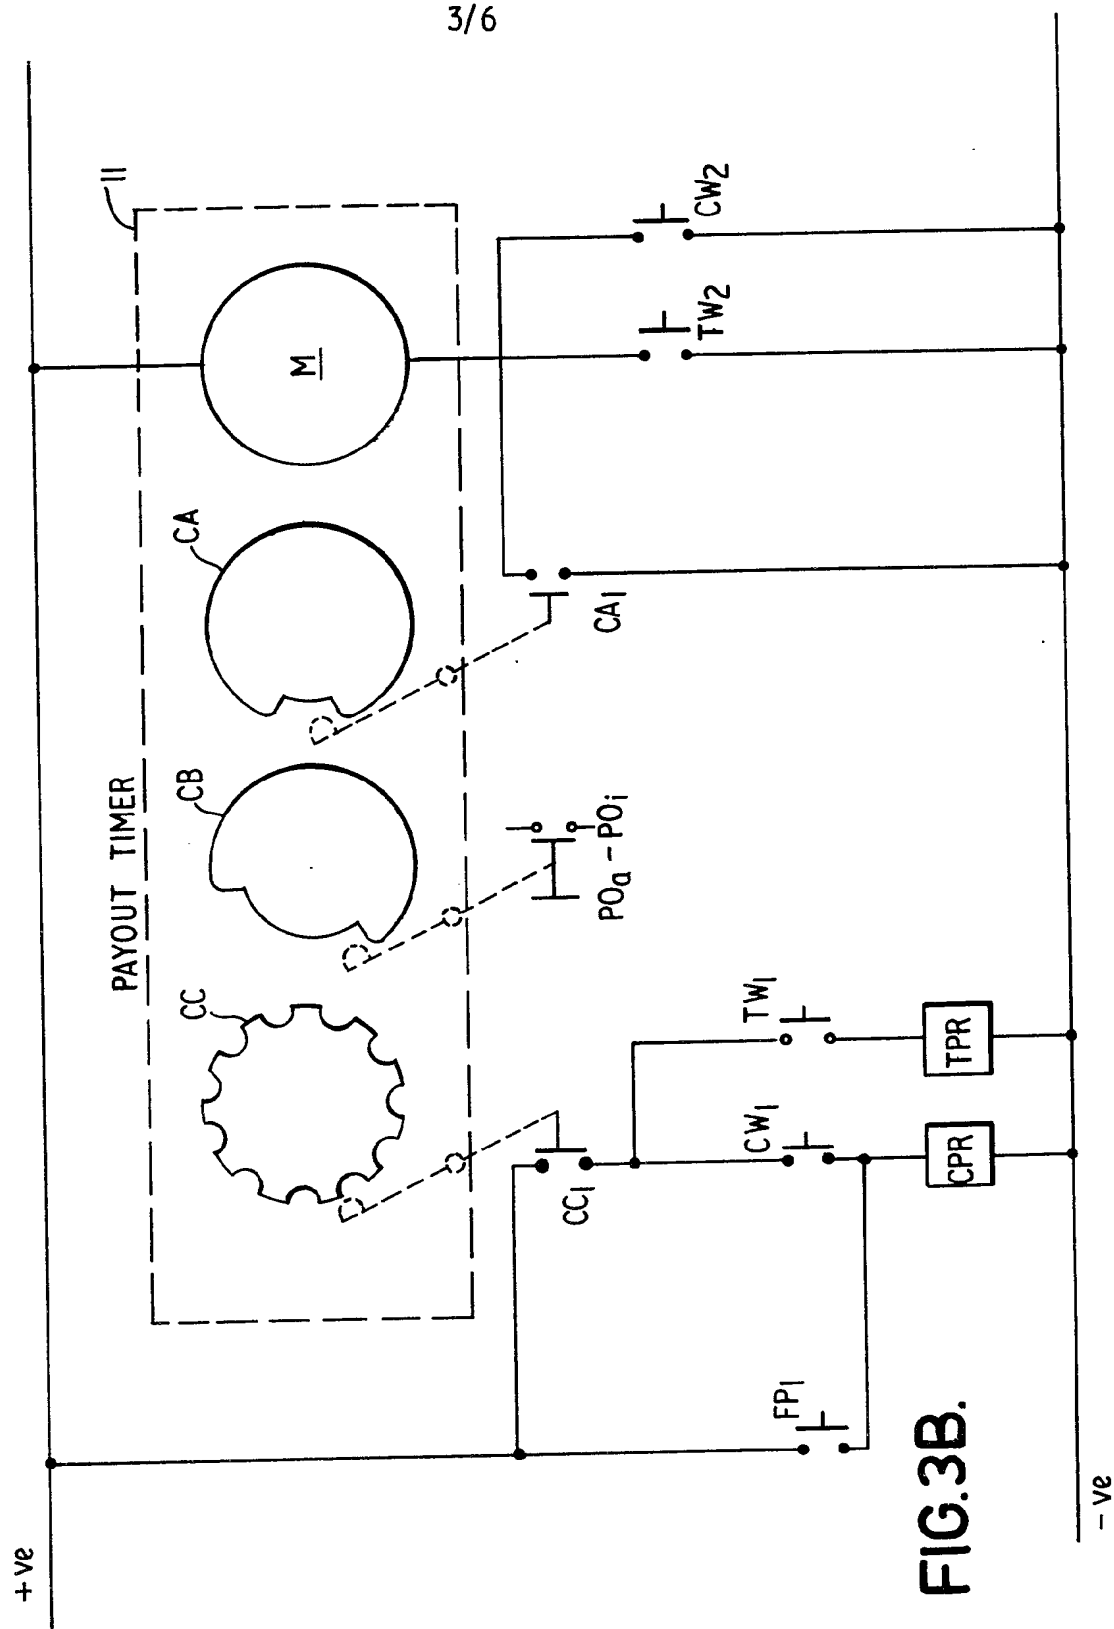 3/6
+ve
PAYOUT TIMER
11
CC
CB
CA
M
CC1
POa - POi
CA1
TW2
CW2
FP1
CW1
TW1
CPR
TPR
FIG.3B.
- ve